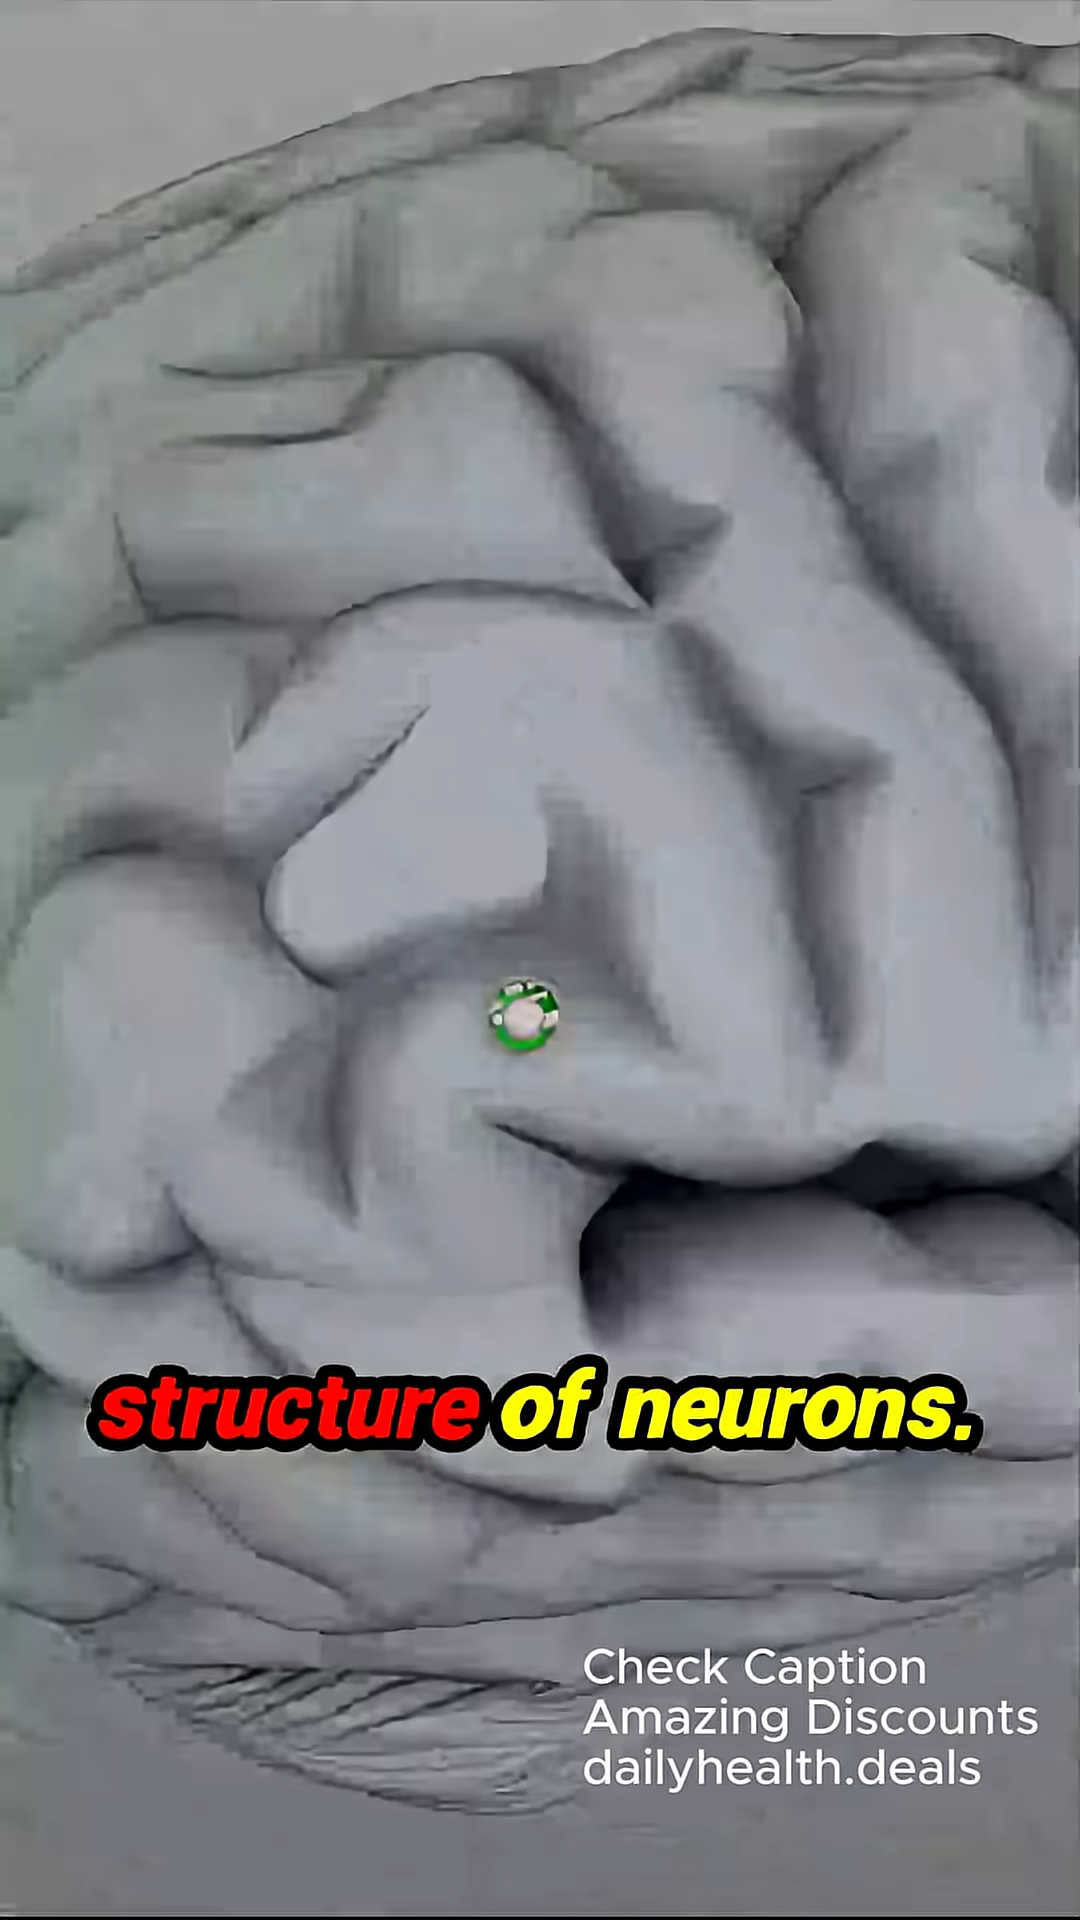 structure of neurons.
Check Caption
Amazing Discounts
dailyhealth.deals